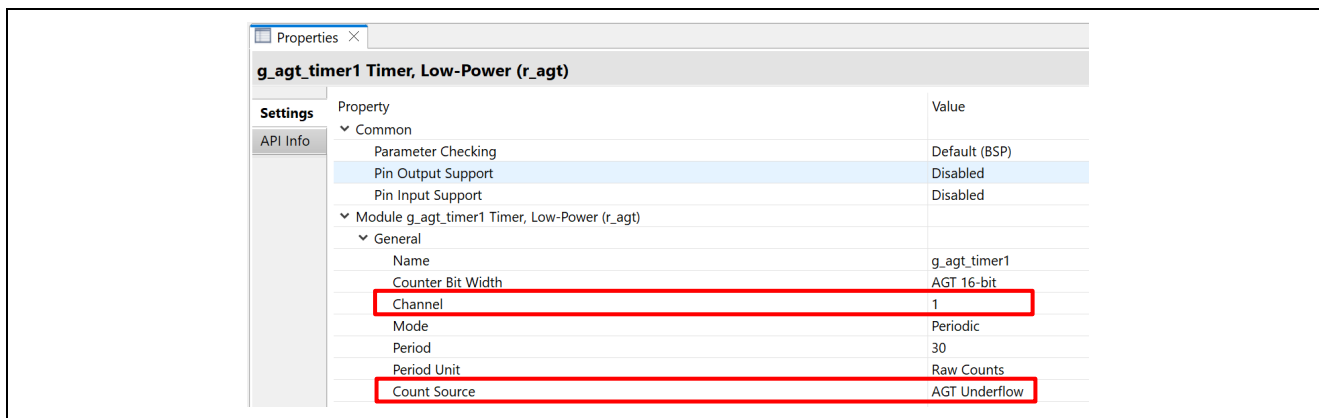 Properties
g_agt_timer1 Timer, Low-Power (r_agt)
Settings
API Info
Property Value
Common
Parameter Checking Default (BSP)
Pin Output Support Disabled
Pin Input Support Disabled
Module g_agt_timer1 Timer, Low-Power (r_agt)
General
Name g_agt_timer1
Counter Bit Width AGT 16-bit
Channel 1
Mode Periodic
Period 30
Period Unit Raw Counts
Count Source AGT Underflow